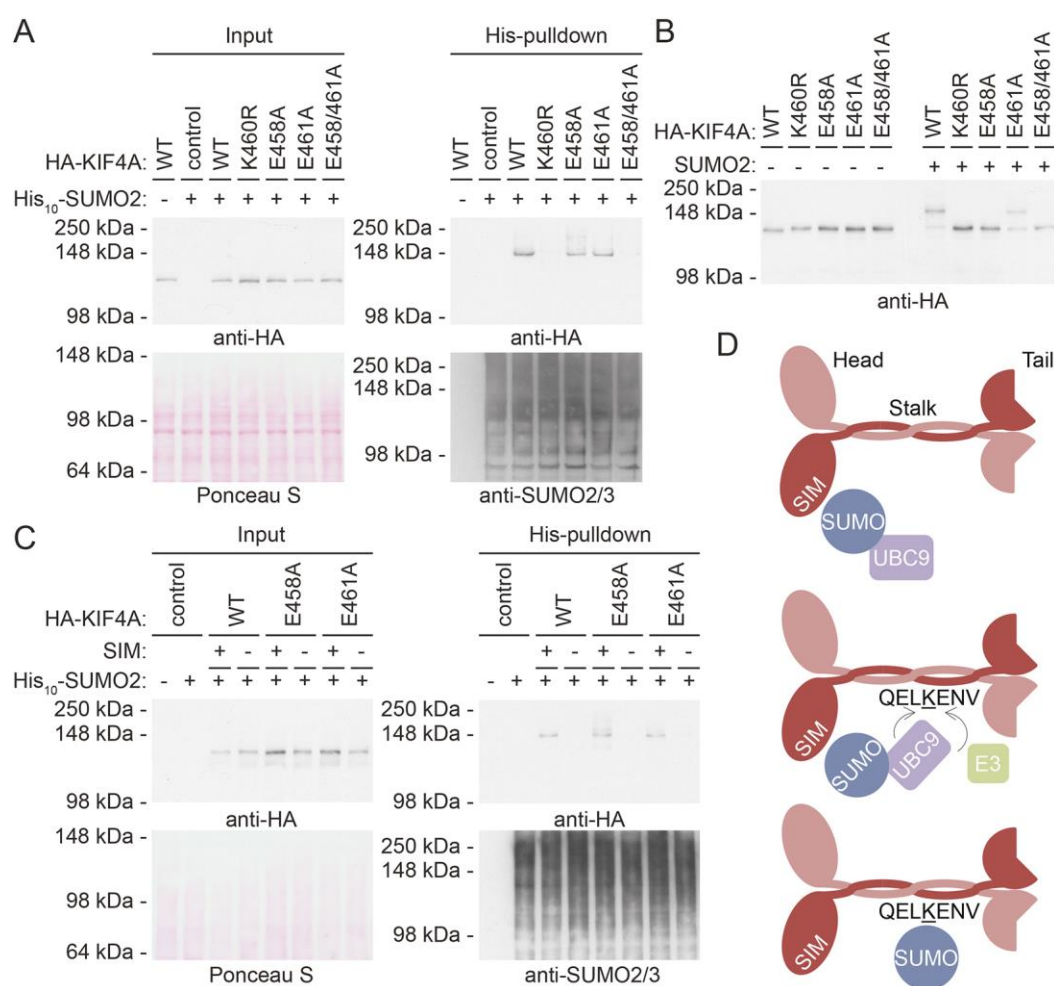 A
Input
His-pulldown
HA-KIF4A: WT control WT K460R E458A E461A E458/461A
WT control WT K460R E458A E461A E458/461A
His10-SUMO2: - + + + + + +
- + + + + + +
250 kDa -
148 kDa -
98 kDa -
anti-HA
250 kDa -
148 kDa -
98 kDa -
anti-HA
148 kDa -
98 kDa -
64 kDa -
Ponceau S
250 kDa -
148 kDa -
98 kDa -
anti-SUMO2/3
B
HA-KIF4A: WT K460R E458A E461A E458/461A WT K460R E458A E461A E458/461A
SUMO2: - - - - - + + + + +
250 kDa -
148 kDa -
98 kDa -
anti-HA
C
Input
His-pulldown
HA-KIF4A: control WT E458A E461A
control WT E458A E461A
SIM: + - + - + -
+ - + - + -
His10-SUMO2: - + + + + + + +
- + + + + + + +
250 kDa -
148 kDa -
98 kDa -
anti-HA
250 kDa -
148 kDa -
98 kDa -
anti-HA
148 kDa -
98 kDa -
64 kDa -
Ponceau S
250 kDa -
148 kDa -
98 kDa -
anti-SUMO2/3
D
Head
Tail
Stalk
SIM
SUMO
UBC9
QELKENV
SIM
SUMO
UBC9
E3
QELKENV
SIM
SUMO